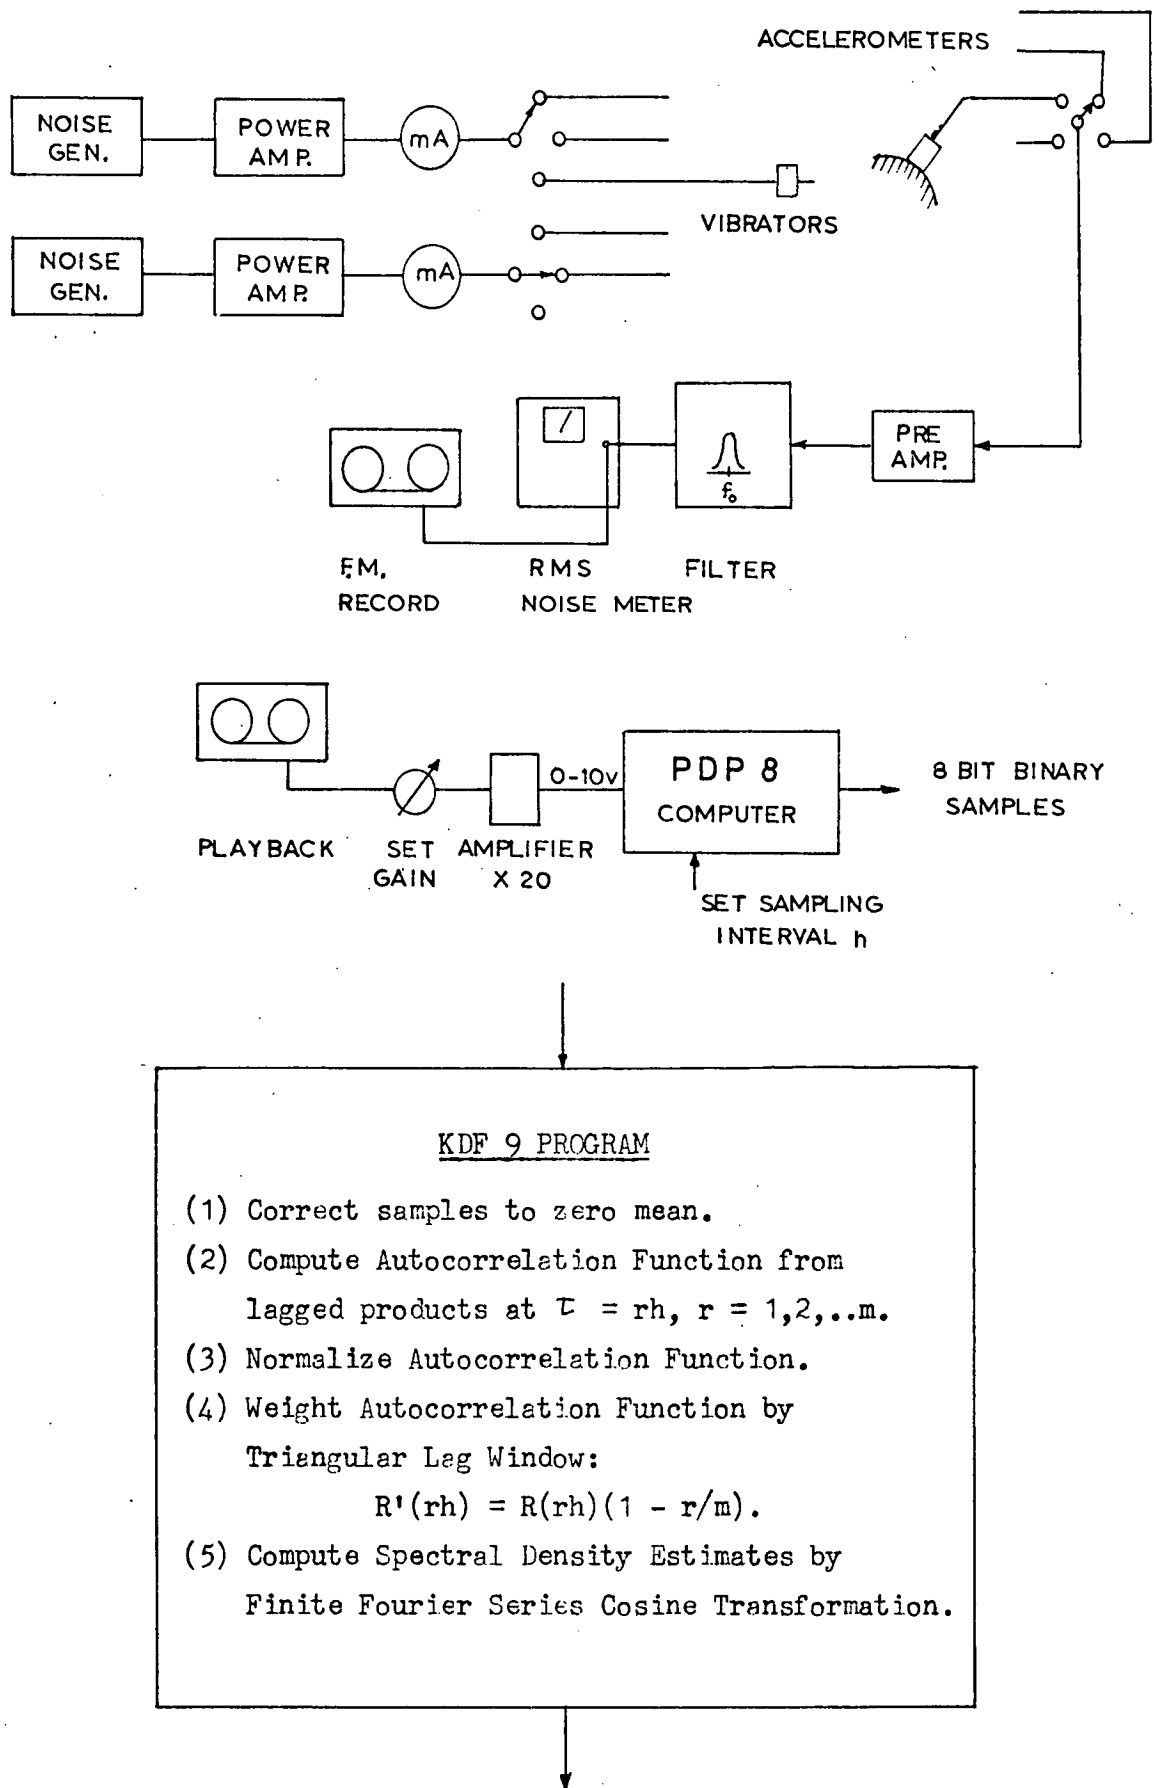 ACCELEROMETERS
NOISE
GEN.
POWER
AMP.
mA
VIBRATORS
NOISE
GEN.
POWER
AMP.
mA
PRE
AMP.
fo
F.M.
RECORD
RMS
NOISE METER
FILTER
PLAYBACK
SET
GAIN
AMPLIFIER
X 20
0-10v
PDP 8
COMPUTER
8 BIT BINARY
SAMPLES
SET SAMPLING
INTERVAL h
KDF 9 PROGRAM
(1) Correct samples to zero mean.
(2) Compute Autocorrelation Function from
lagged products at τ = rh, r = 1,2,..m.
(3) Normalize Autocorrelation Function.
(4) Weight Autocorrelation Function by
Triangular Lag Window:
R'(rh) = R(rh)(1 - r/m).
(5) Compute Spectral Density Estimates by
Finite Fourier Series Cosine Transformation.